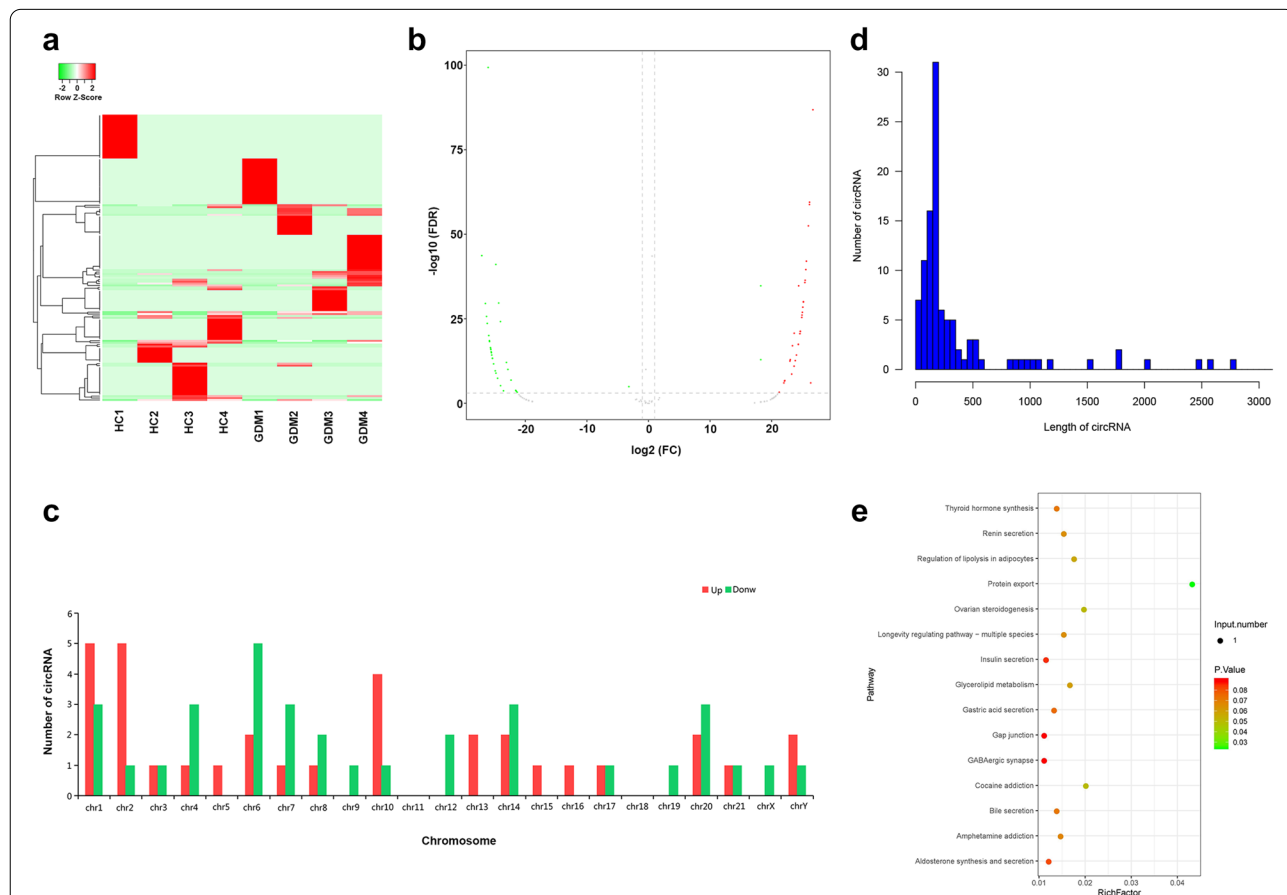 a
-2 0 2
Row Z-Score
HC1 HC2 HC3 HC4 GDM1 GDM2 GDM3 GDM4
b
100
75
50
25
0
-log10 (FDR)
-20 -10 0 10 20
log2 (FC)
d
30
25
20
15
10
5
0
Number of circRNA
0 500 1000 1500 2000 2500 3000
Length of circRNA
c
Up Donw
6
5
4
3
2
1
0
Number of circRNA
chr1 chr2 chr3 chr4 chr5 chr6 chr7 chr8 chr9 chr10 chr11 chr12 chr13 chr14 chr15 chr16 chr17 chr18 chr19 chr20 chr21 chrX chrY
Chromosome
e
Thyroid hormone synthesis
Renin secretion
Regulation of lipolysis in adipocytes
Protein export
Ovarian steroidogenesis
Longevity regulating pathway − multiple species
Insulin secretion
Glycerolipid metabolism
Gastric acid secretion
Gap junction
GABAergic synapse
Cocaine addiction
Bile secretion
Amphetamine addiction
Aldosterone synthesis and secretion
Pathway
0.01 0.02 0.03 0.04
RichFactor
Input.number
1
P.Value
0.08
0.07
0.06
0.05
0.04
0.03